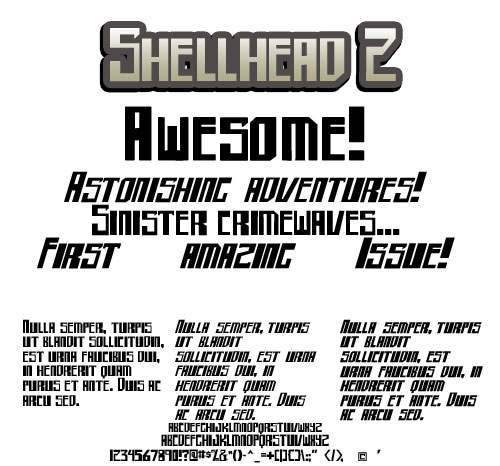 Shellhead 2
Awesome!
Astonishing adventures!
Sinister crimewaves...
First amazing Issue!
Nulla semper, turpis
ut blandit sollicitudin,
est urna faucibus dui,
in hendrerit quam
purus et ante. Duis ac
arcu sed.
Nulla semper, turpis
ut blandit
sollicitudin, est urna
faucibus dui, in
hendrerit quam
purus et ante. Duis
ac arcu sed.
Nulla semper, turpis
ut blandit
sollicitudin, est
urna faucibus dui, in
hendrerit quam
purus et ante. Duis
ac arcu sed.
ABCDEFGHIJKLMNOPQRSTUVWXYZ
ABCDEFGHIJKLMNOPQRSTUVWXYZ
1234567890!?@#$%&*()-^_=+{[]}\:;" </>, © '